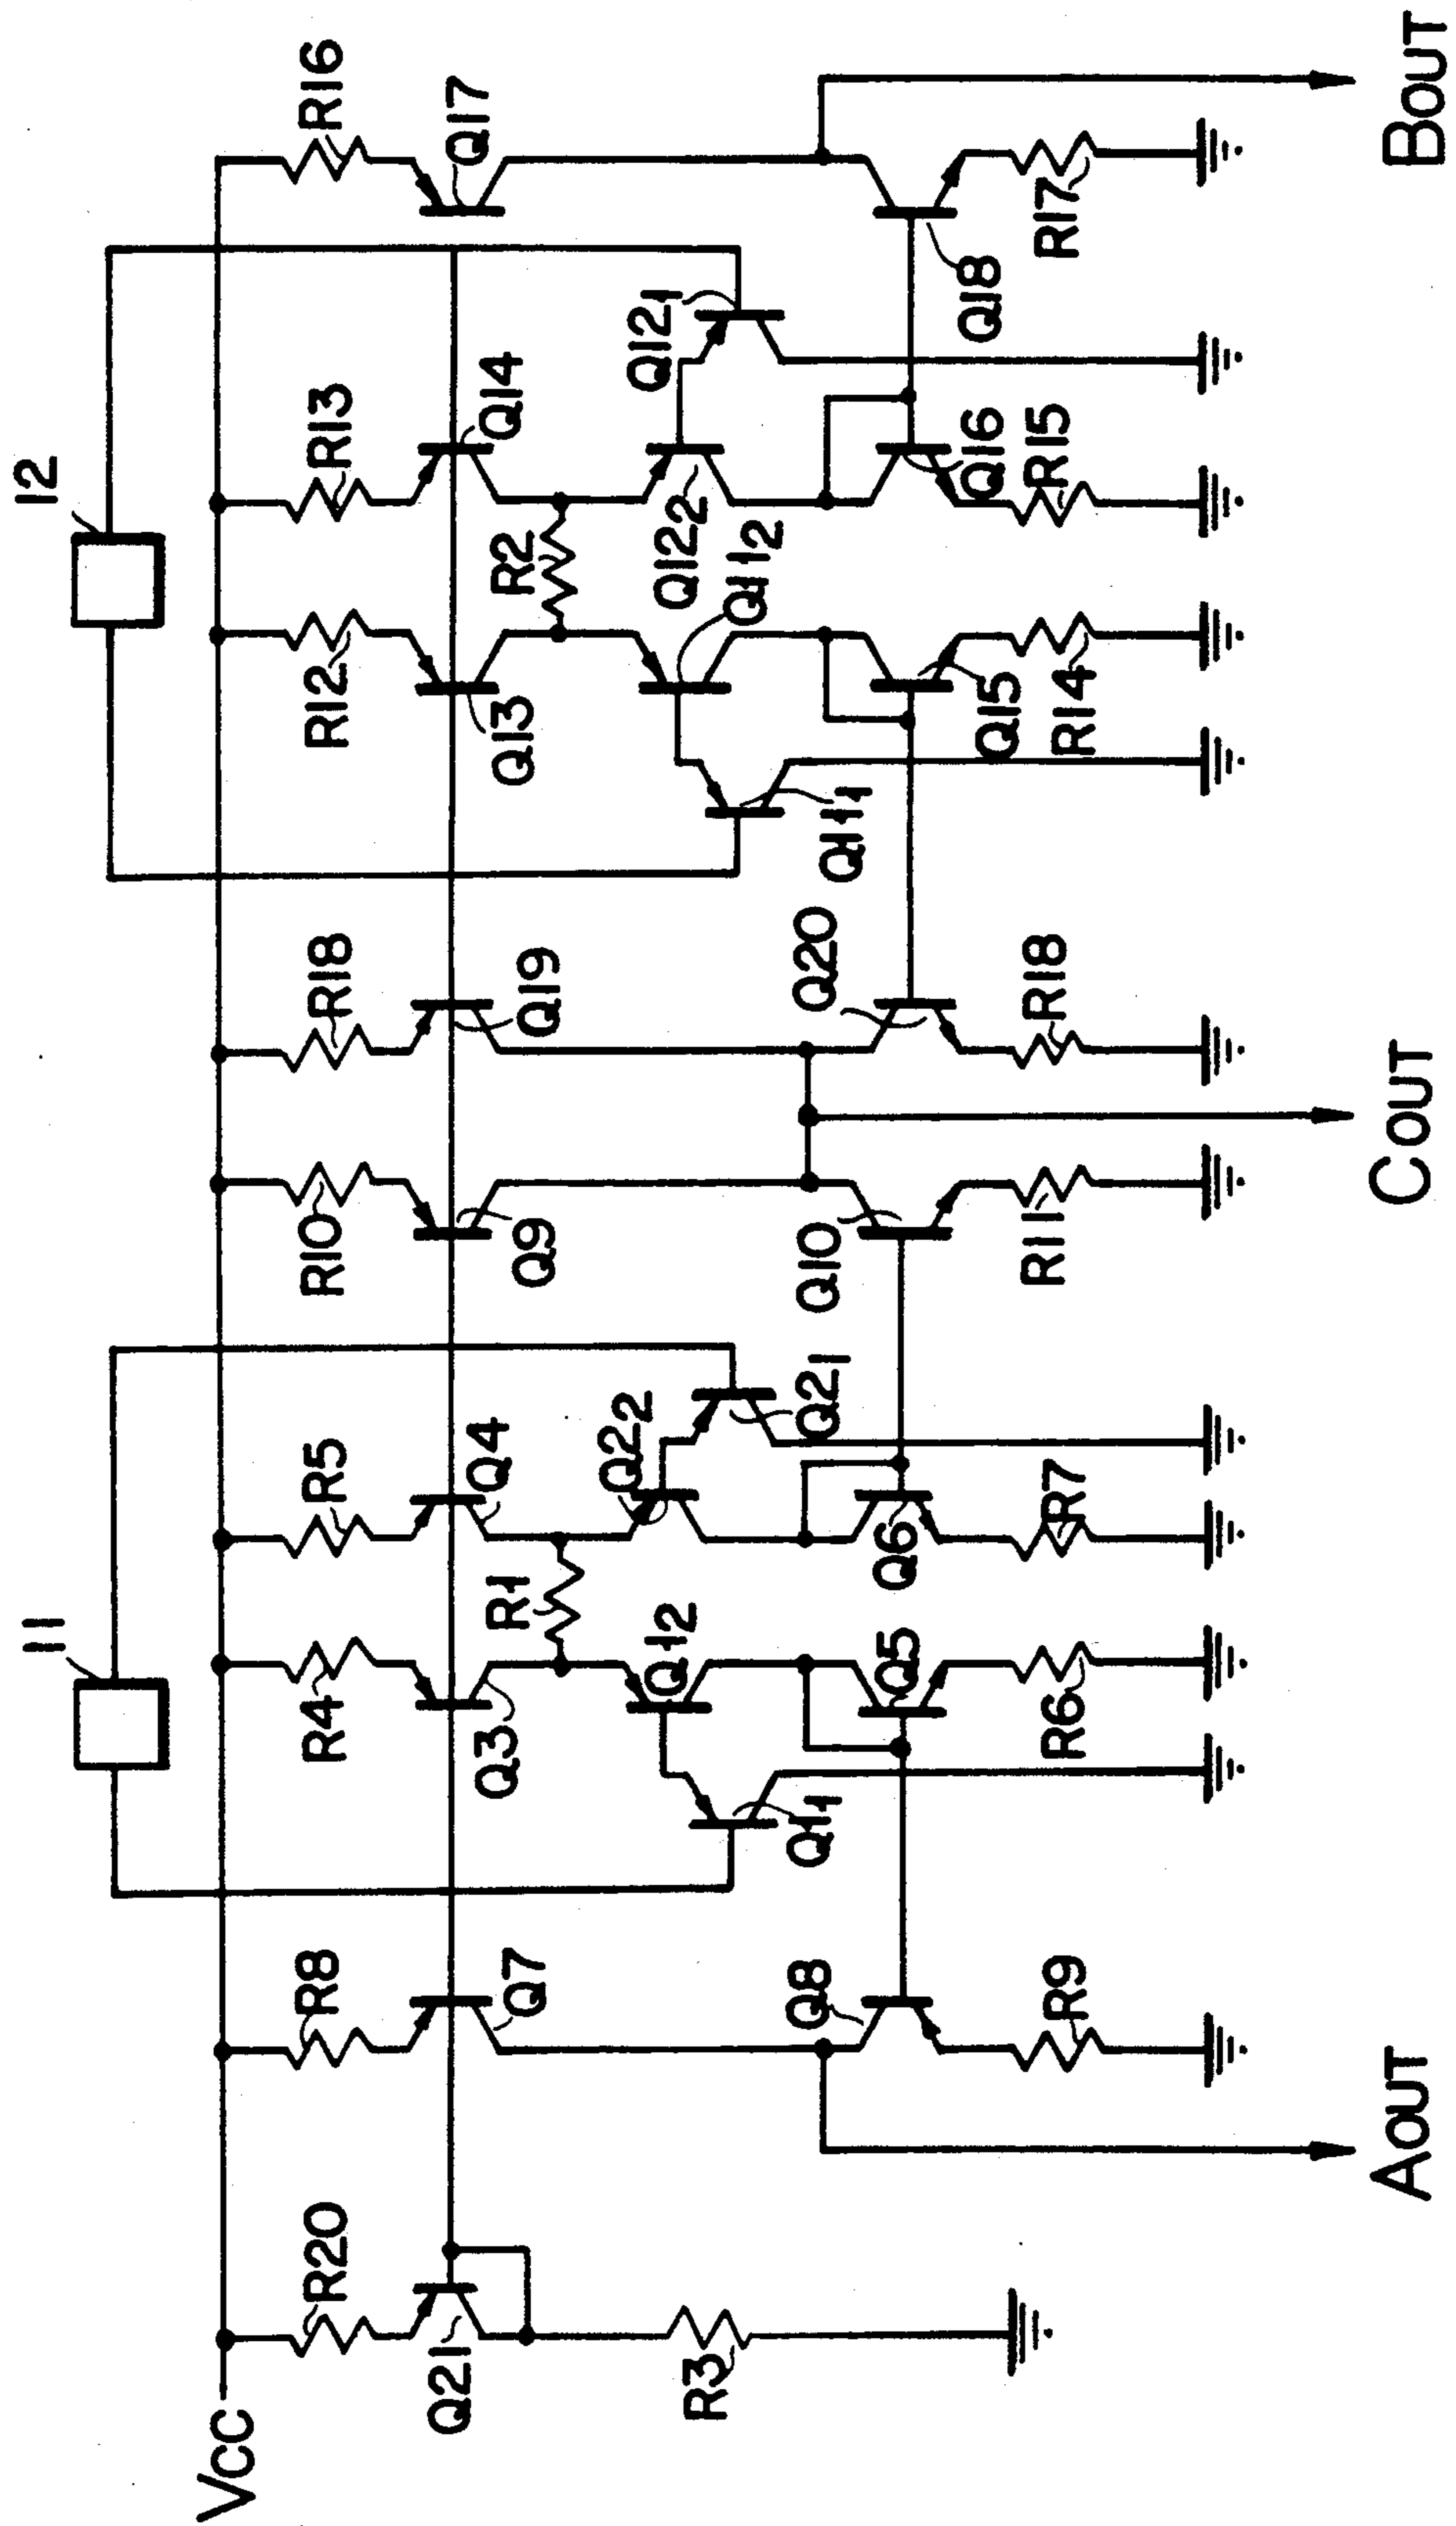 11
12
VCC
R20
R8
R4
R5
R10
R18
R12
R13
R16
Q21
Q7
Q3
Q4
Q9
Q19
Q13
Q14
Q17
R1
R2
Q12
Q22
Q112
Q122
Q121
R3
Q11
Q21
Q111
Q8
Q5
Q6
Q10
Q20
Q15
Q16
Q18
R9
R6
R7
R11
R18
R14
R15
R17
AOUT
COUT
BOUT